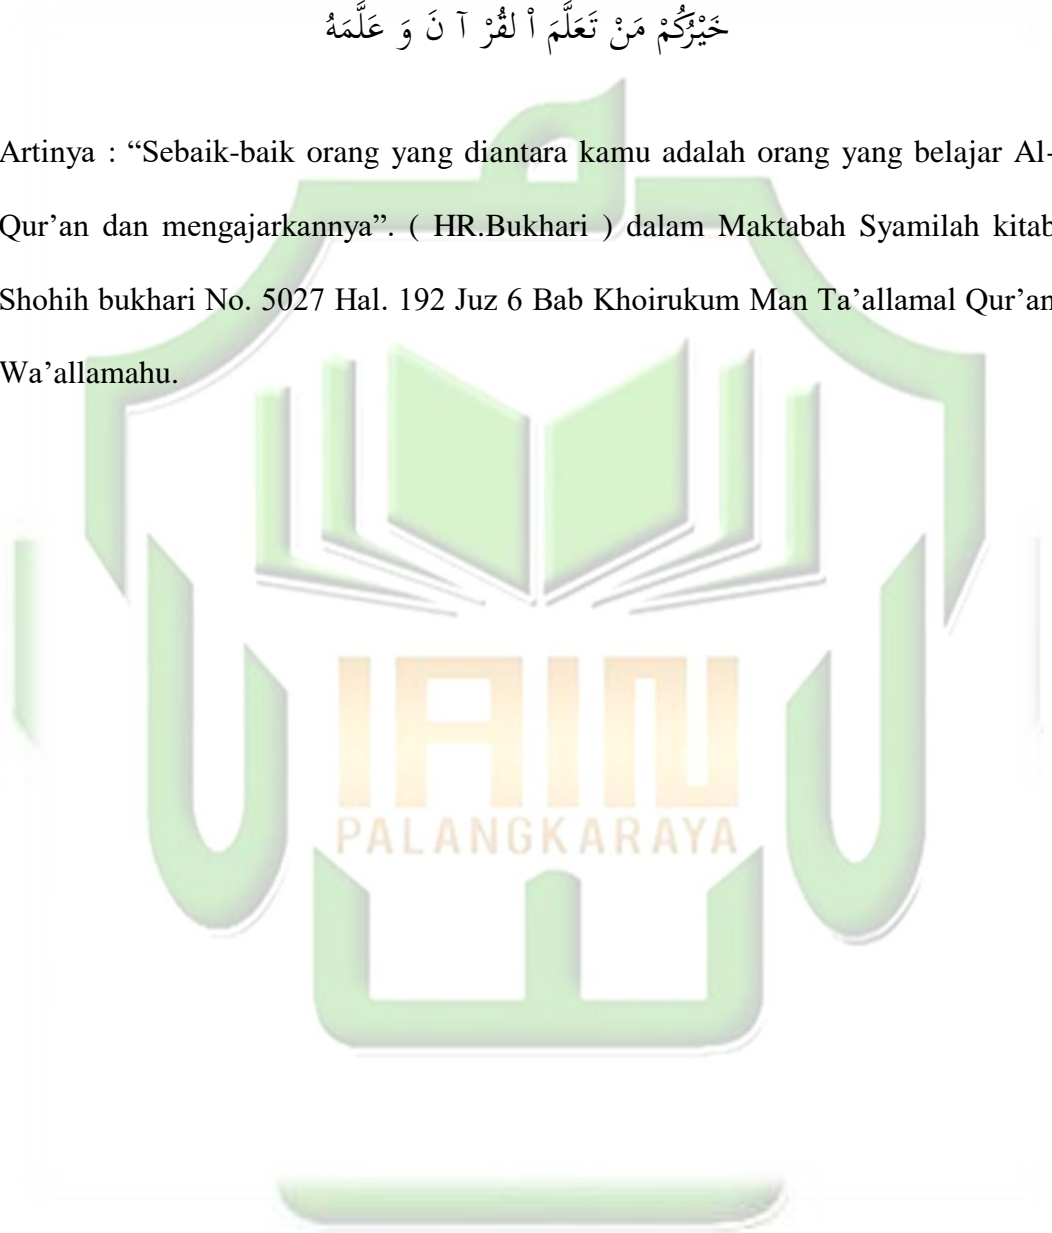 خَيْرُكُمْ مَنْ تَعَلَّمَ اْ لقُرْ آ نَ وَ عَلَّمَهُ
Artinya : “Sebaik-baik orang yang diantara kamu adalah orang yang belajar Al-
Qur’an dan mengajarkannya”. ( HR.Bukhari ) dalam Maktabah Syamilah kitab
Shohih bukhari No. 5027 Hal. 192 Juz 6 Bab Khoirukum Man Ta’allamal Qur’an
Wa’allamahu.
IAIN
PALANGKARAYA